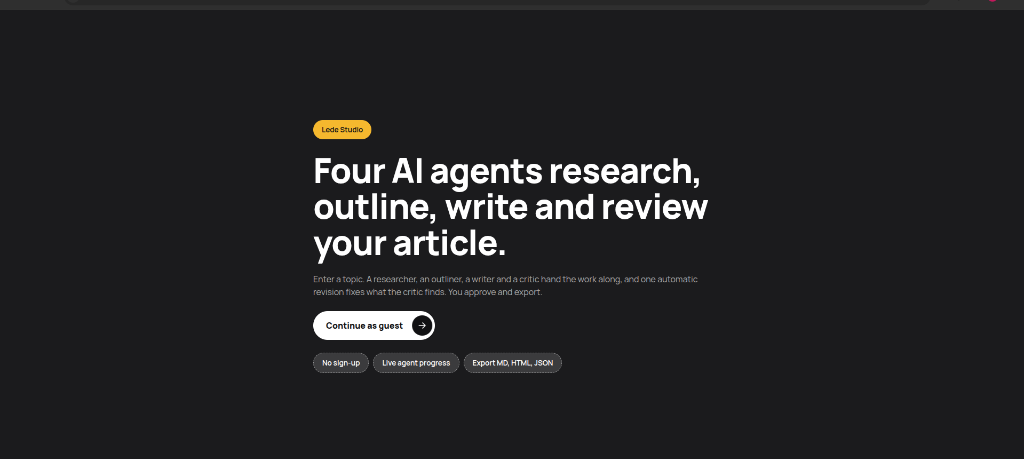 Lede Studio
Four AI agents research,
outline, write and review
your article.
Enter a topic. A researcher, an outliner, a writer and a critic hand the work along, and one automatic
revision fixes what the critic finds. You approve and export.
Continue as guest
No sign-up
Live agent progress
Export MD, HTML, JSON